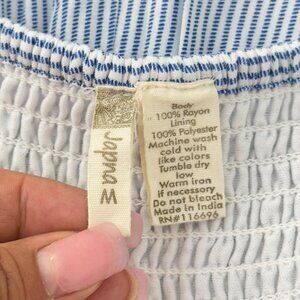 Japna M
Body
100% Rayon
Lining
100% Polyester
Machine wash
cold with
like colors
Tumble dry
low
Warm iron
if necessary
Do not bleach
Made in India
RN# 116696